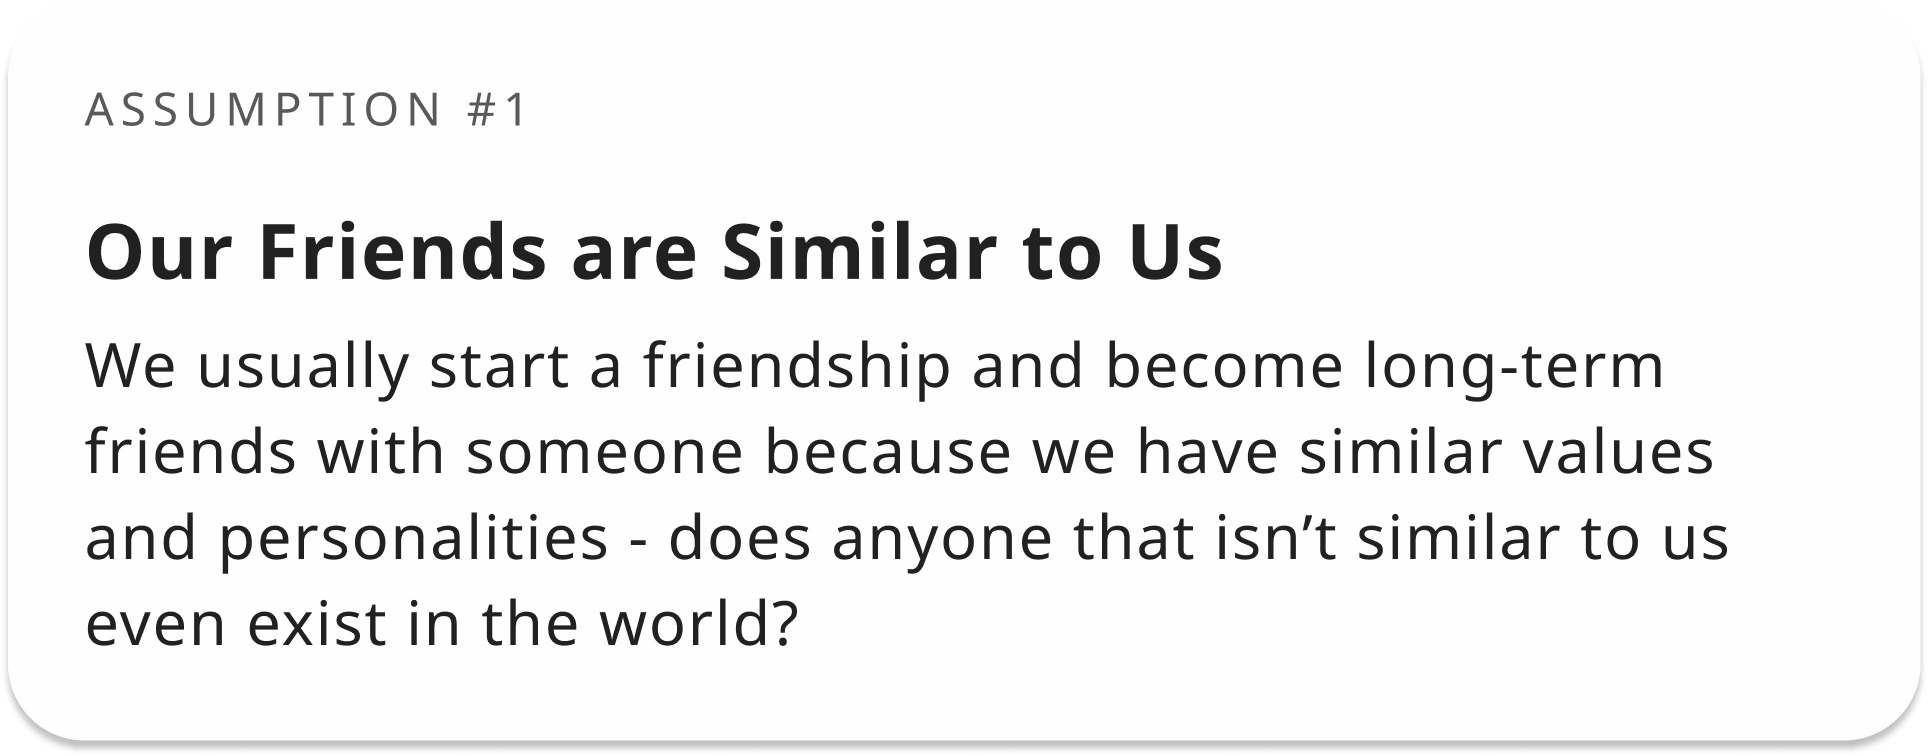 ASSUMPTION #1
Our Friends are Similar to Us
We usually start a friendship and become long-term
friends with someone because we have similar values
and personalities - does anyone that isn’t similar to us
even exist in the world?